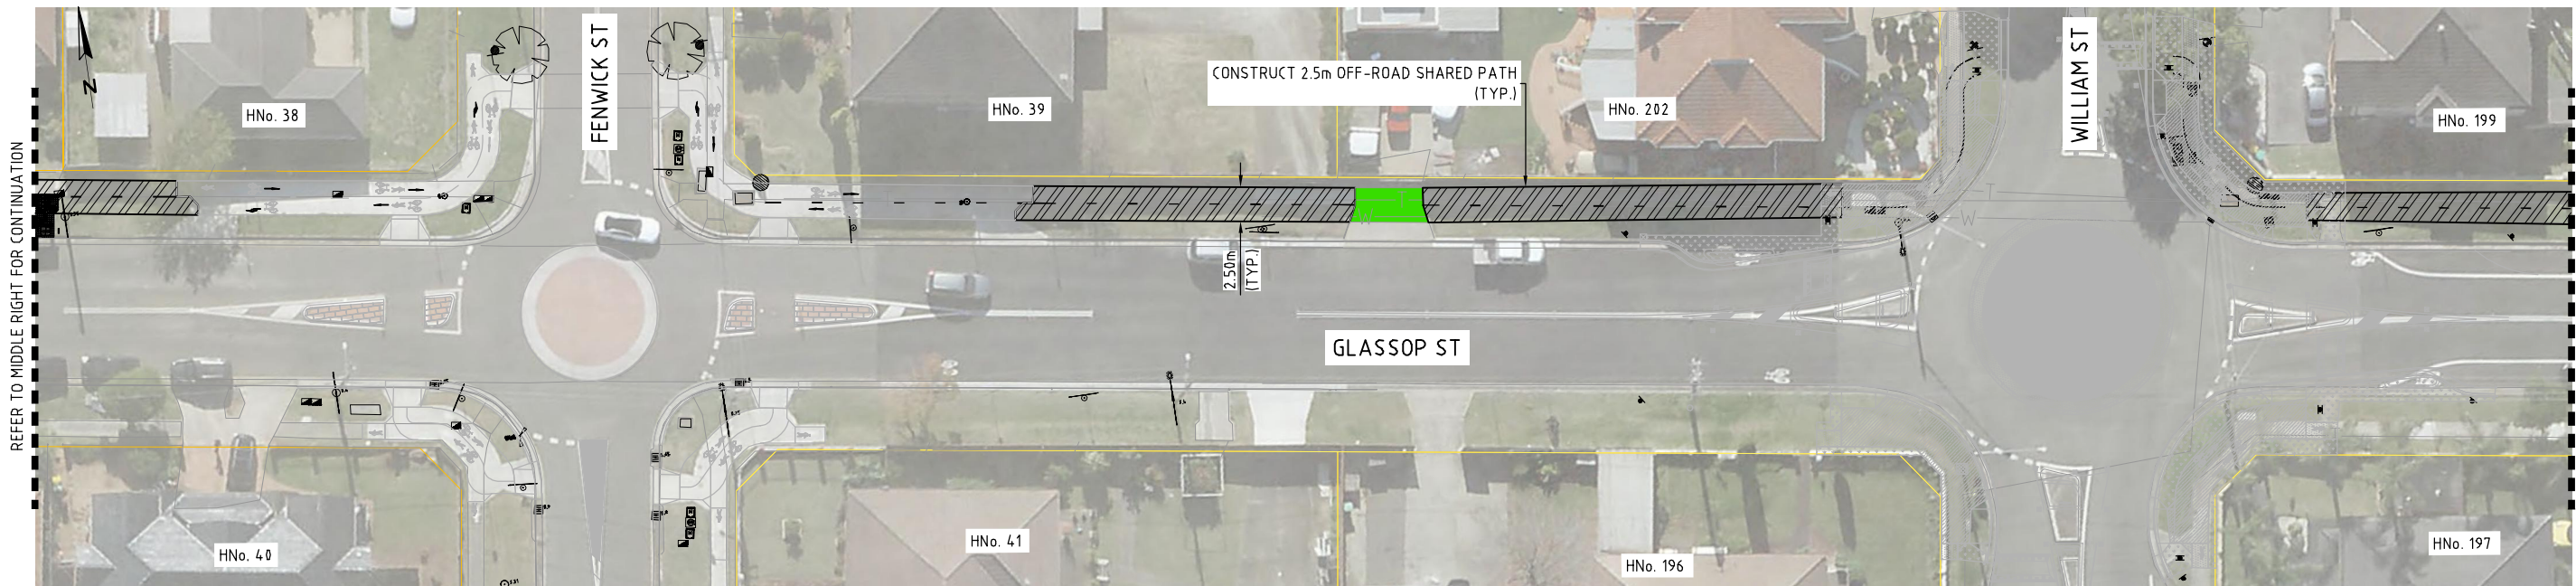 REFER TO MIDDLE RIGHT FOR CONTINUATION
N
HNo. 38
FENWICK ST
HNo. 39
CONSTRUCT 2.5m OFF-ROAD SHARED PATH
(TYP.)
HNo. 202
WILLIAM ST
HNo. 199
2.50m
(TYP.)
GLASSOP ST
HNo. 40
HNo. 41
HNo. 196
HNo. 197